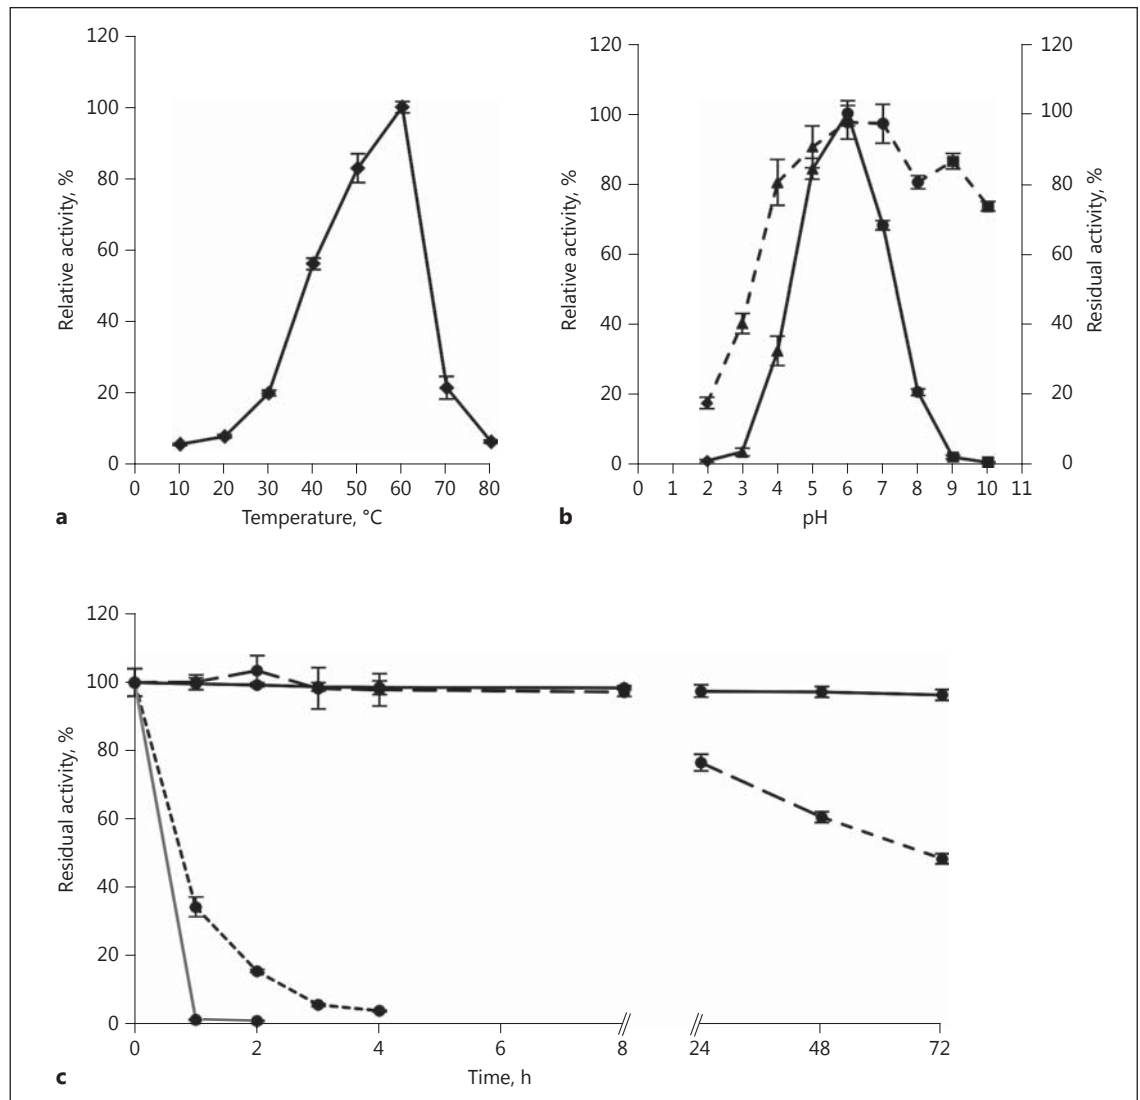 120
100
80
60
40
20
0
Relative activity, %
0 10 20 30 40 50 60 70 80
a
Temperature, °C
120
100
80
60
40
20
0
Relative activity, %
120
100
80
60
40
20
0
Residual activity, %
0 1 2 3 4 5 6 7 8 9 10 11
b
pH
120
100
80
60
40
20
0
Residual activity, %
0 2 4 6 8 24 48 72
c
Time, h